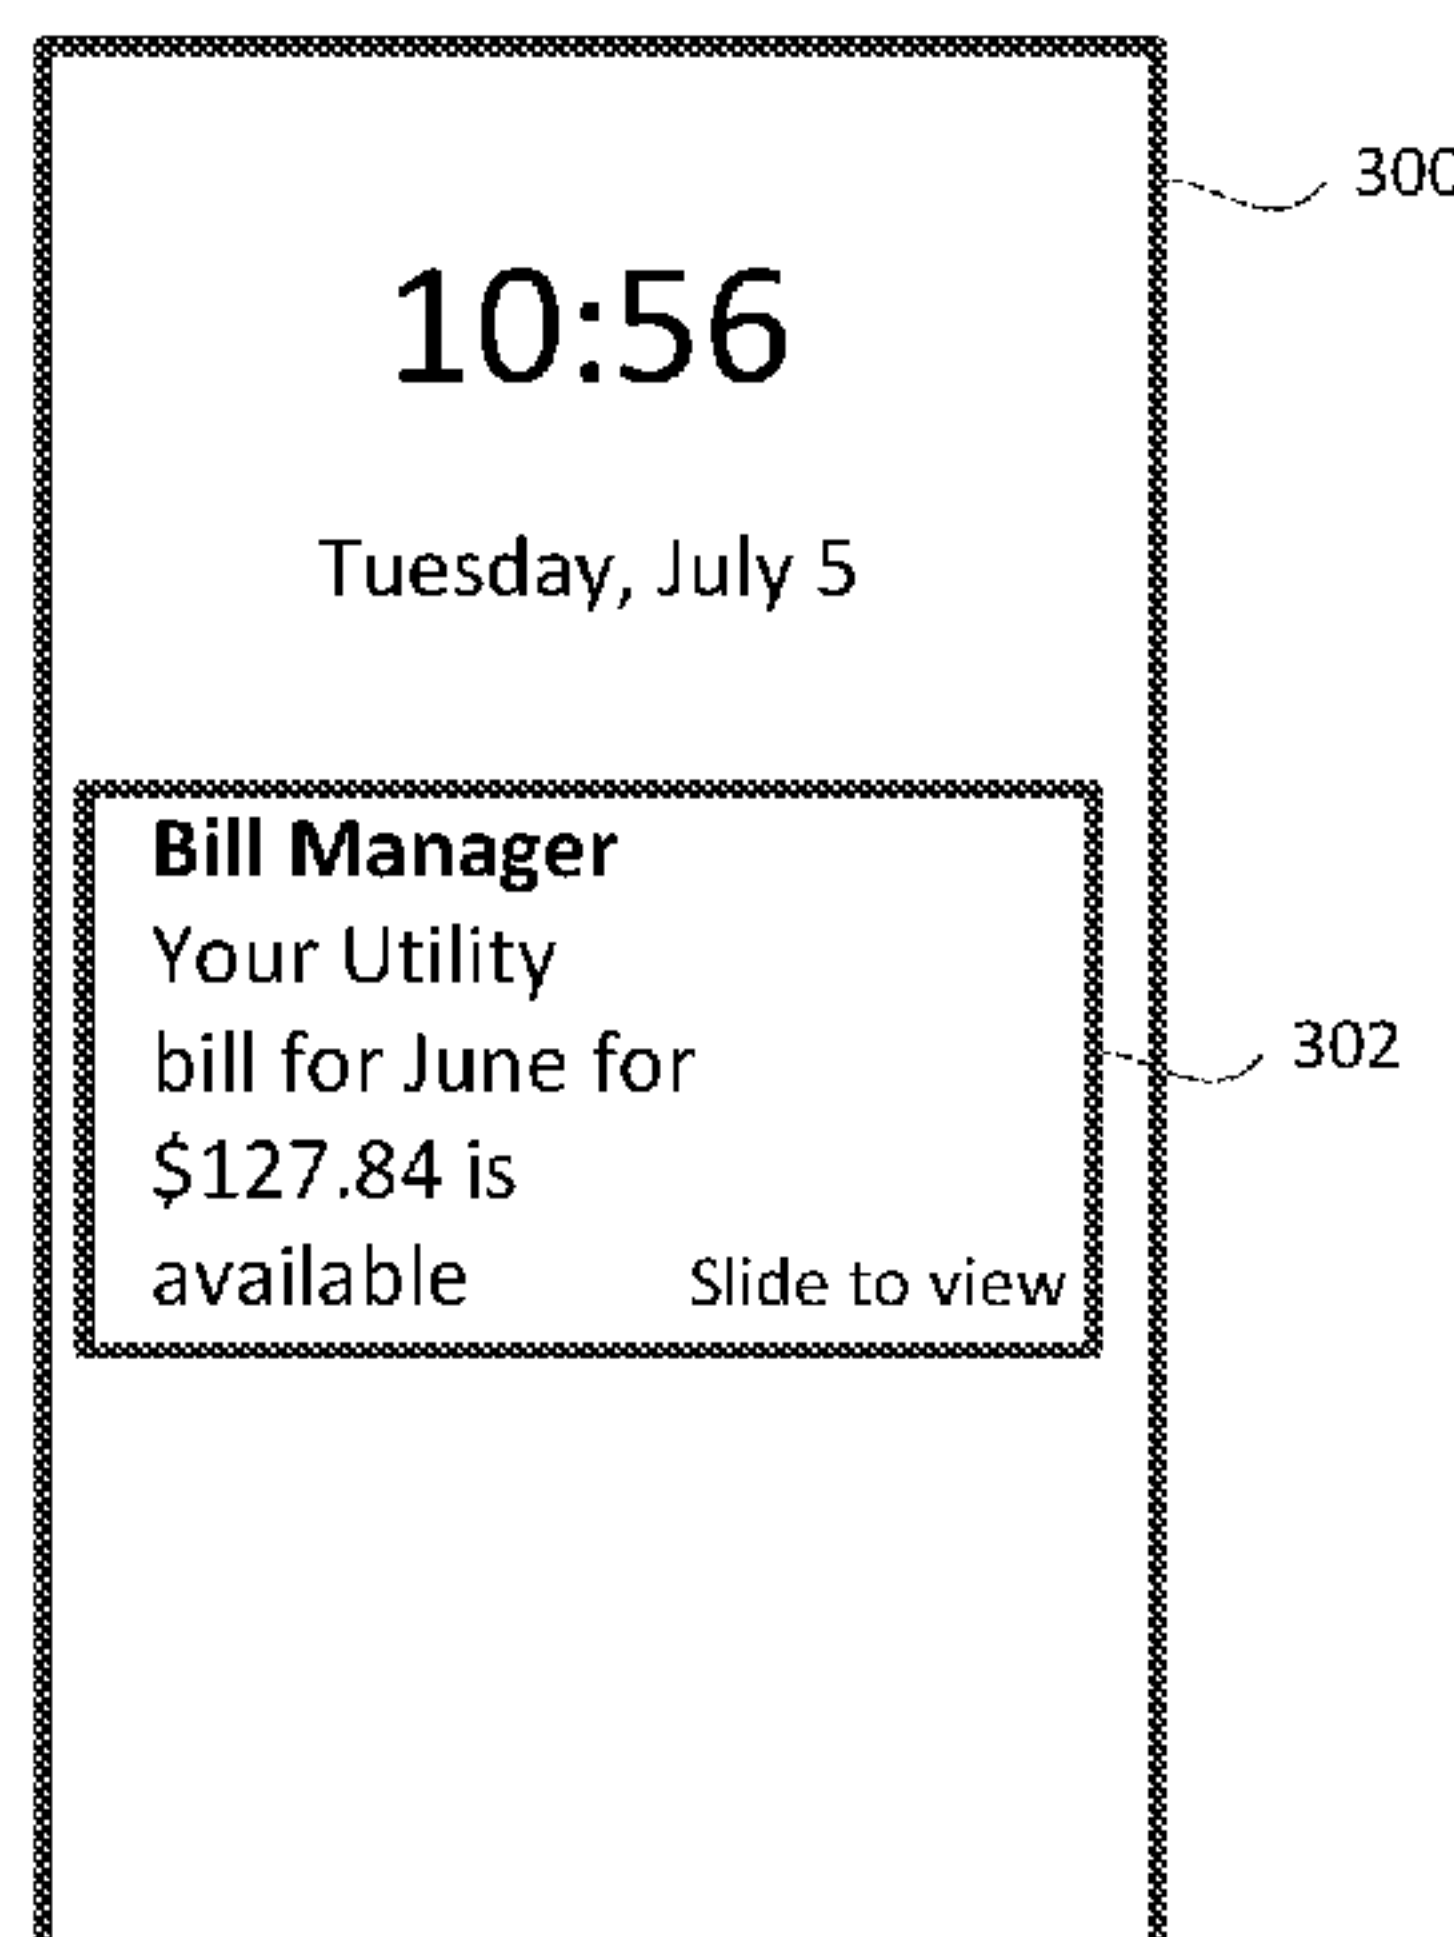 300
10:56
Tuesday, July 5
Bill Manager
Your Utility
bill for June for
302
$127.84 is
available
Slide to view